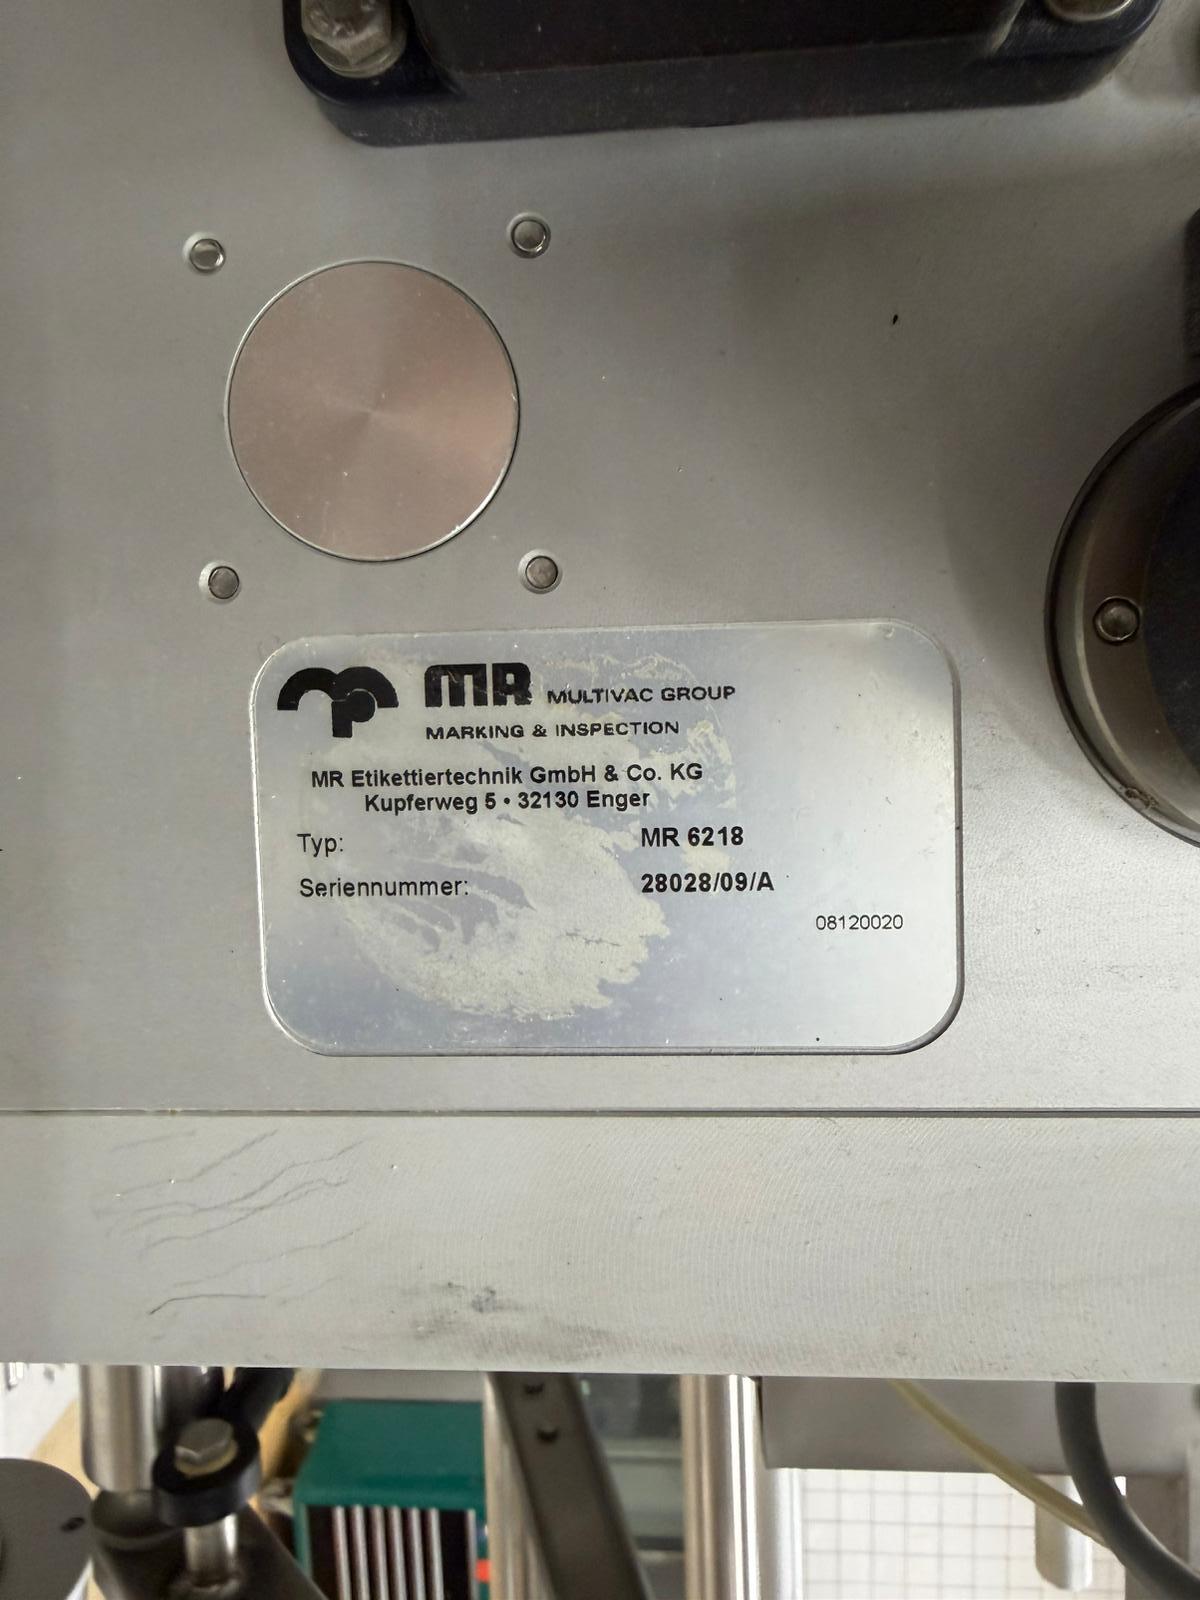 MR MULTIVAC GROUP
MARKING & INSPECTION
MR Etikettiertechnik GmbH & Co. KG
Kupferweg 5 • 32130 Enger
Typ: MR 6218
Seriennummer: 28028/09/A
08120020